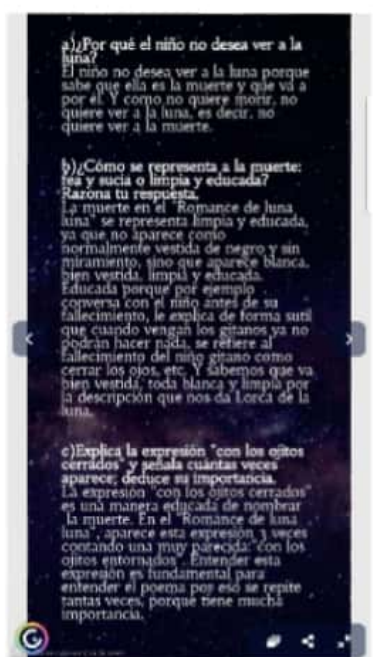 a)¿Por qué el niño no desea ver a la
luna?
El niño no desea ver a la luna porque
sabe que ella es la muerte y que va a
por él. Y como no quiere morir, no
quiere ver a la luna, es decir, no
quiere ver a la muerte.
b)¿Cómo se representa a la muerte:
fea y sucia o limpia y educada?
Razona tu respuesta.
La muerte en el "Romance de luna
luna" se representa limpia y educada,
ya que no aparece como
normalmente vestida de negro y sin
miramiento, sino que aparece blanca,
bien vestida, limpia y educada.
Educada porque por ejemplo
conversa con el niño antes de su
fallecimiento, le explica de forma sutil
que cuando vengan los gitanos ya no
podrán hacer nada, se refiere al
fallecimiento del niño gitano como
cerrar los ojos, etc. Y sabemos que va
bien vestida, toda blanca y limpia por
la descripción que nos da Lorca de la
luna.
c)Explica la expresión "con los ojitos
cerrados" y señala cuántas veces
aparece, deduce su importancia.
La expresión "con los ojitos cerrados"
es una manera educada de nombrar
la muerte. En el "Romance de luna
luna", aparece esta expresión 3 veces
contando una muy parecida: "con los
ojitos entornados". Entender esta
expresión es fundamental para
entender el poema por eso se repite
tantas veces, porque tiene mucha
importancia.
G